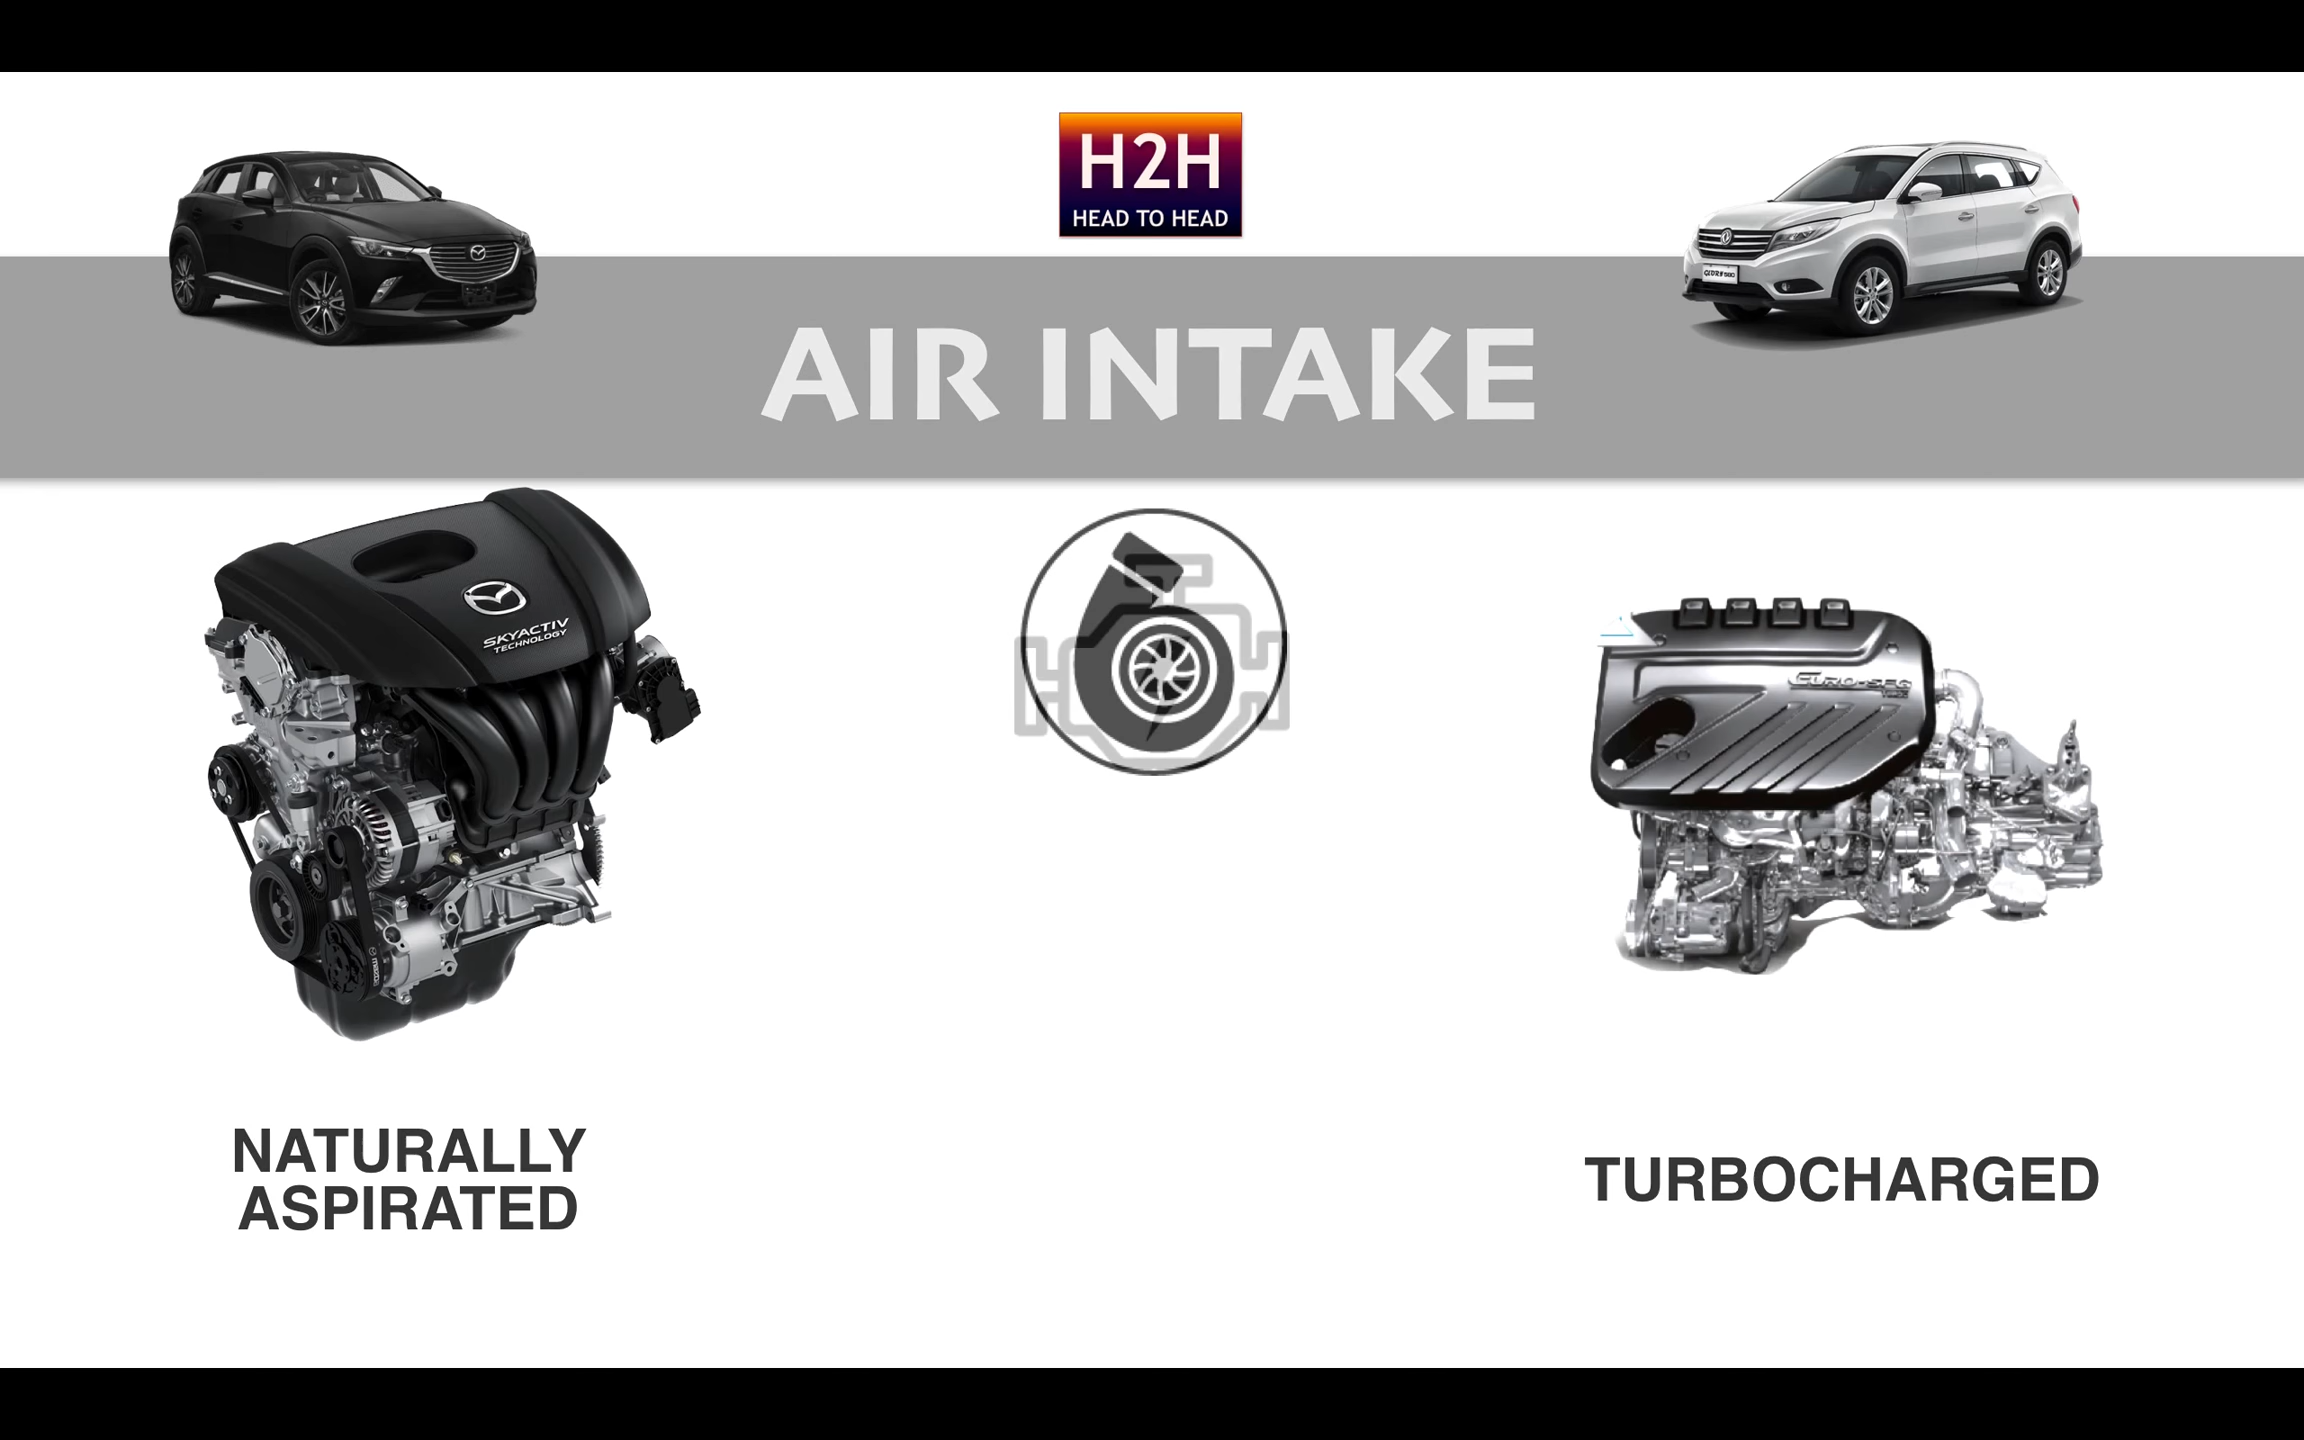 H2H
HEAD TO HEAD
AIR INTAKE
SKYACTIV
TECHNOLOGY
NATURALLY
ASPIRATED
TURBOCHARGED